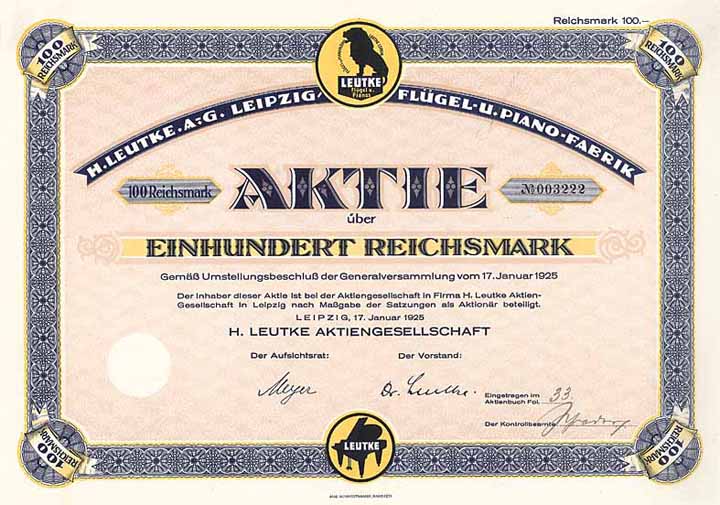 Reichsmark 100.—
100
REICHSMARK
100
REICHSMARK
LEUTKE
Flügel u.
Pianos
H. LEUTKE. A.-G. LEIPZIG, FLÜGEL- U. PIANO-FABRIK
100 Reichsmark
AKTIE
№ 003222
über
EINHUNDERT REICHSMARK
Gemäß Umstellungsbeschluß der Generalversammlung vom 17. Januar 1925
Der Inhaber dieser Aktie ist bei der Aktiengesellschaft in Firma H. Leutke Aktien-
Gesellschaft in Leipzig nach Maßgabe der Satzungen als Aktionär beteiligt.
LEIPZIG, 17. Januar 1925
H. LEUTKE AKTIENGESELLSCHAFT
Der Aufsichtsrat:
Der Vorstand:
Meyer
Dr. Leutke.
Eingetragen im
Aktienbuch Fol. 33
Der Kontrollbeamte
LEUTKE
REICHSMARK
100
REICHSMARK
100